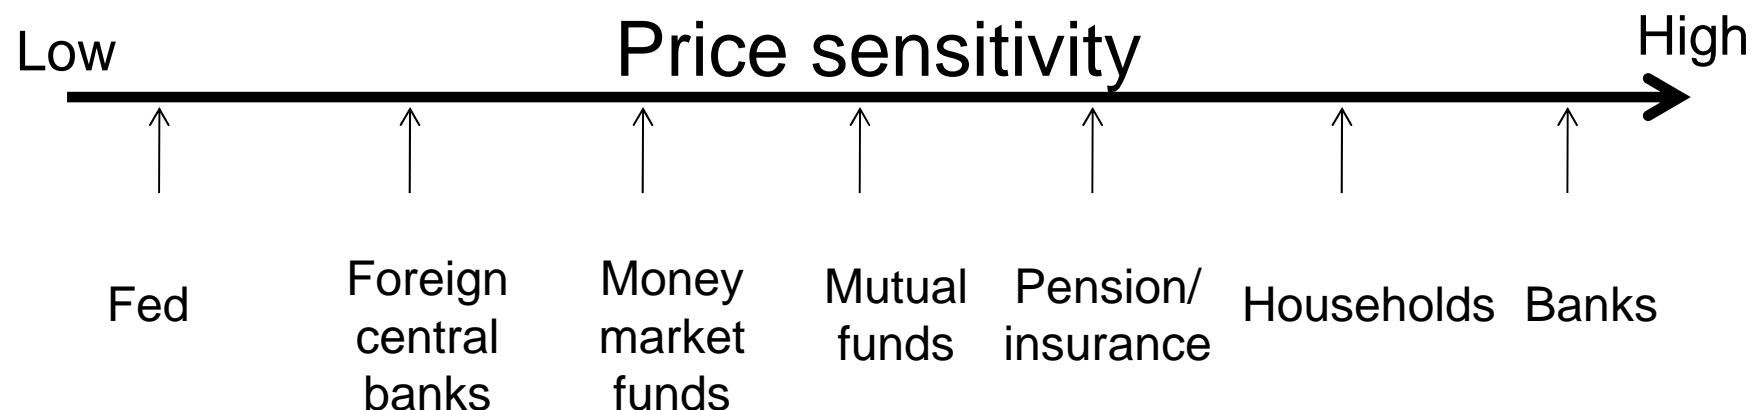 Low
Price sensitivity
High
Fed
Foreign
central
banks
Money
market
funds
Mutual
funds
Pension/
insurance
Households
Banks